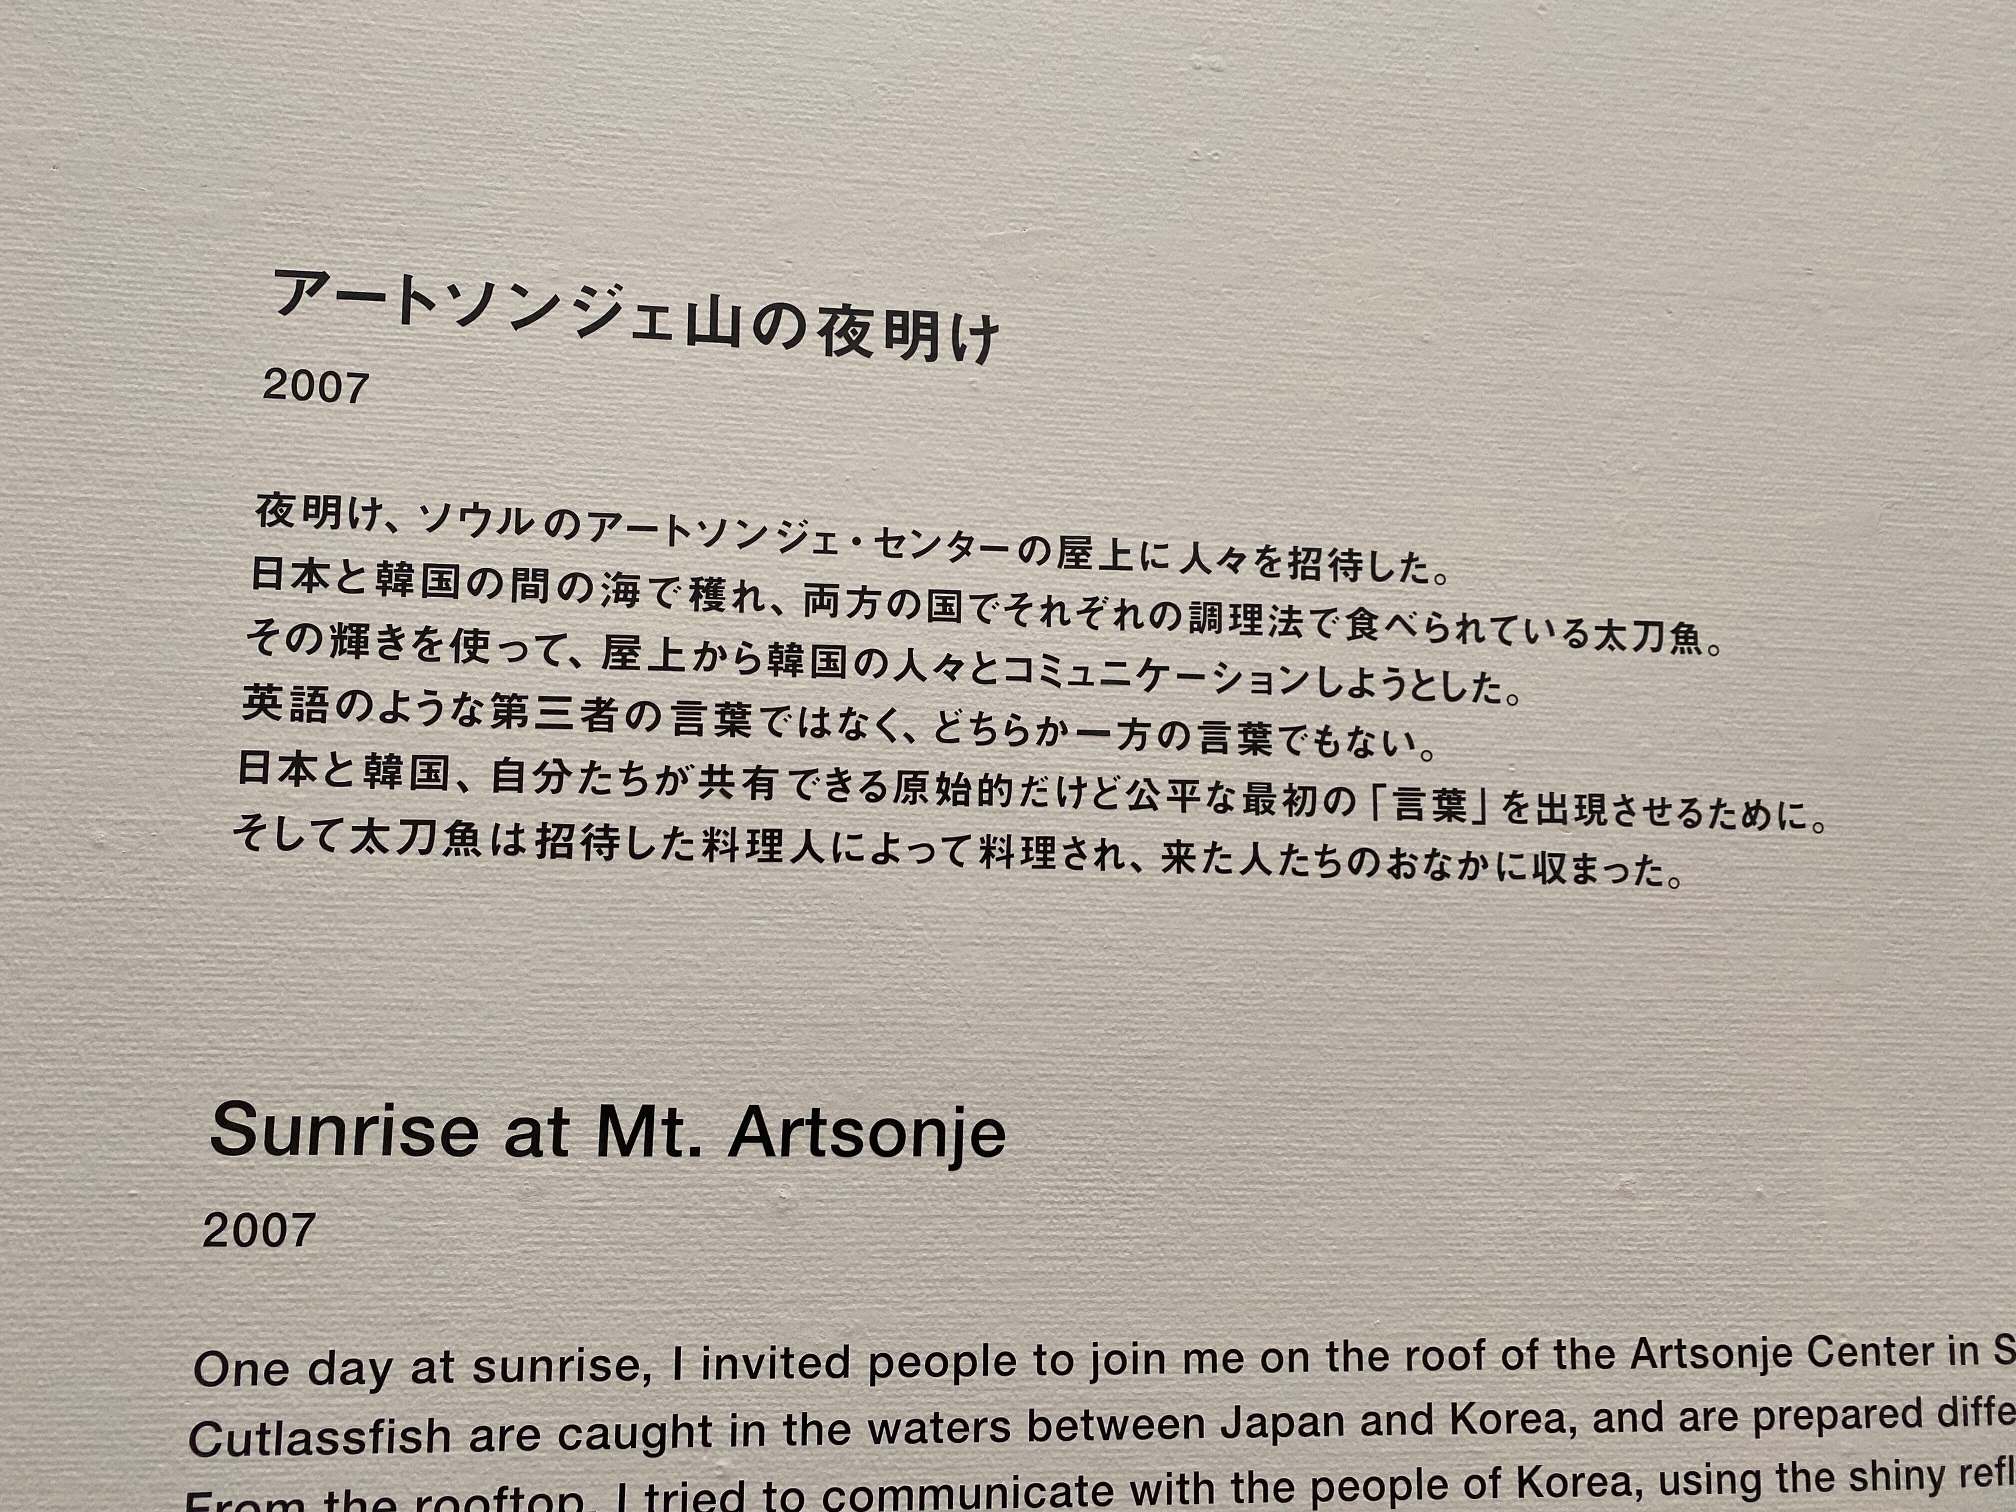 アートソンジェ山の夜明け
2007
夜明け、ソウルのアートソンジェ・センターの屋上に人々を招待した。
日本と韓国の間の海で穫れ、両方の国でそれぞれの調理法で食べられている太刀魚。
その輝きを使って、屋上から韓国の人々とコミュニケーションしようとした。
英語のような第三者の言葉ではなく、どちらか一方の言葉でもない。
日本と韓国、自分たちが共有できる原始的だけど公平な最初の「言葉」を出現させるために。
そして太刀魚は招待した料理人によって料理され、来た人たちのおなかに収まった。
Sunrise at Mt. Artsonje
2007
One day at sunrise, I invited people to join me on the roof of the Artsonje Center in
Cutlassfish are caught in the waters between Japan and Korea, and are prepared
From the rooftop, I tried to communicate with the people of Korea, using the shiny